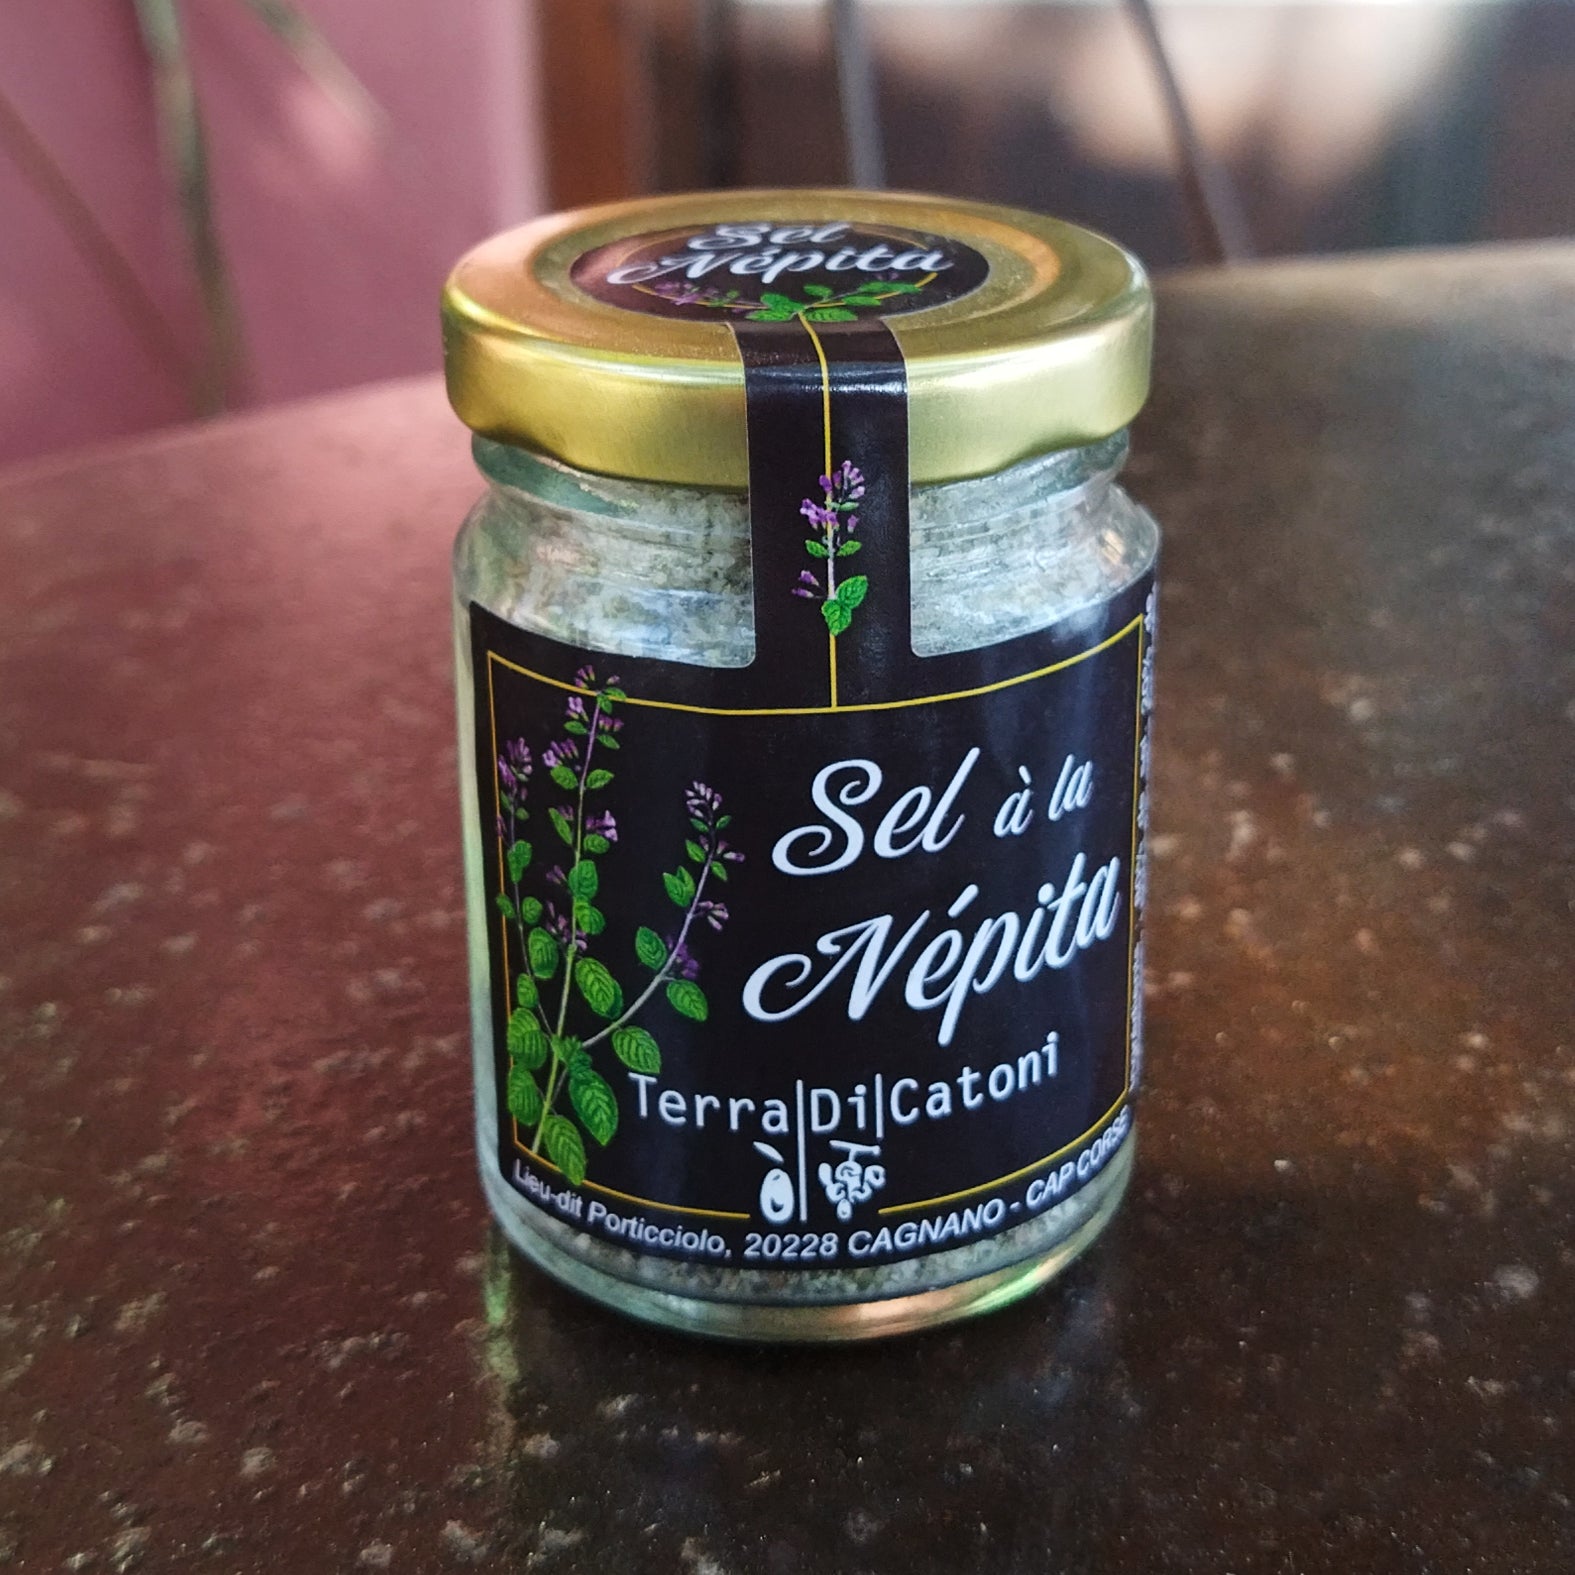 Sel
Népita
Sel à la
Népita
Terra|Di|Catoni
Lieu-dit Porticciolo, 20228 CAGNANO - CAP CORSE